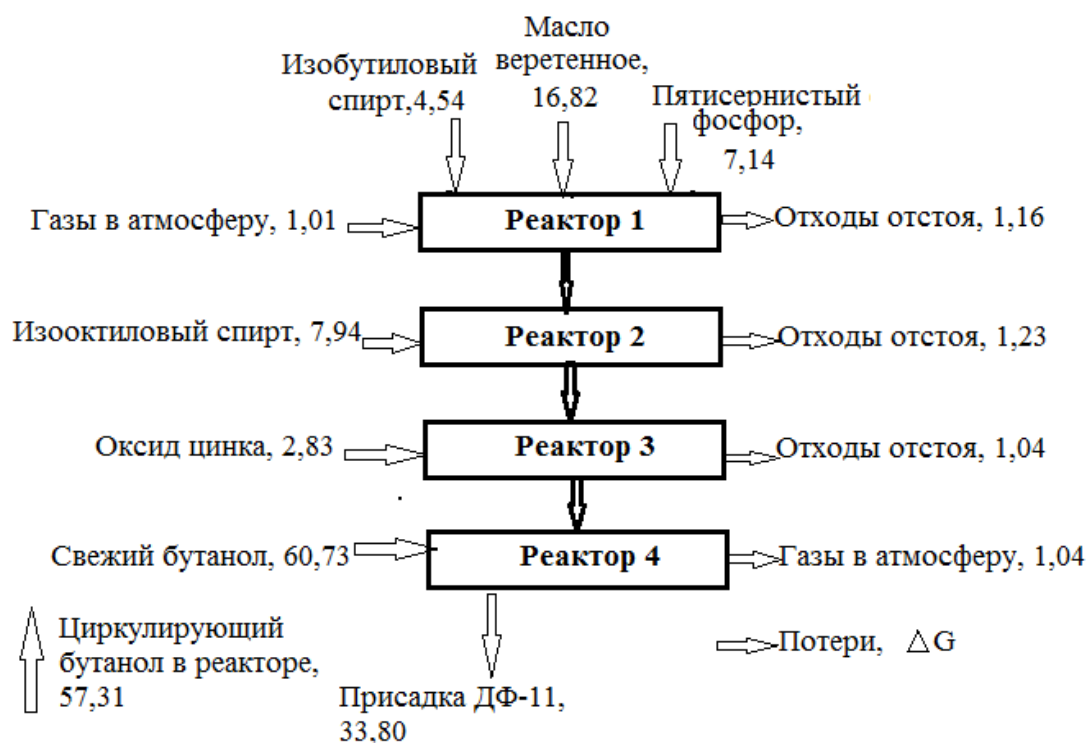 Масло
веретенное,
16,82
Изобутиловый
спирт,4,54
Пятисернистый
фосфор,
7,14
Газы в атмосферу, 1,01
Реактор 1
Отходы отстоя, 1,16
Изооктиловый спирт, 7,94
Реактор 2
Отходы отстоя, 1,23
Оксид цинка, 2,83
Реактор 3
Отходы отстоя, 1,04
Свежий бутанол, 60,73
Реактор 4
Газы в атмосферу, 1,04
Циркулирующий
бутанол в реакторе,
57,31
Потери, △G
Присадка ДФ-11,
33,80